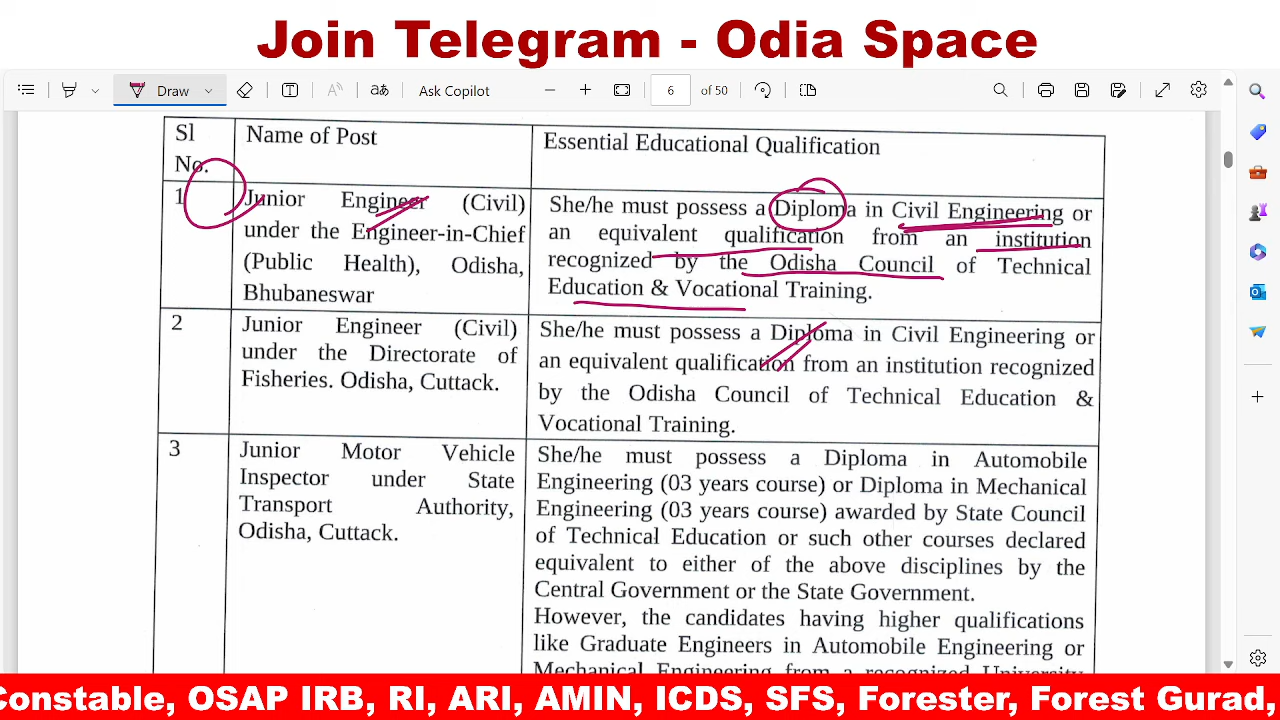 Join Telegram - Odia Space
Draw
Ask Copilot
6
of 50
Sl
No.
Name of Post
Essential Educational Qualification
1
Junior Engineer (Civil)
under the Engineer-in-Chief
(Public Health), Odisha,
Bhubaneswar
She/he must possess a Diploma in Civil Engineering or
an equivalent qualification from an institution
recognized by the Odisha Council of Technical
Education & Vocational Training.
2
Junior Engineer (Civil)
under the Directorate of
Fisheries. Odisha, Cuttack.
She/he must possess a Diploma in Civil Engineering or
an equivalent qualification from an institution recognized
by the Odisha Council of Technical Education &
Vocational Training.
3
Junior Motor Vehicle
Inspector under State
Transport Authority,
Odisha, Cuttack.
She/he must possess a Diploma in Automobile
Engineering (03 years course) or Diploma in Mechanical
Engineering (03 years course) awarded by State Council
of Technical Education or such other courses declared
equivalent to either of the above disciplines by the
Central Government or the State Government.
However, the candidates having higher qualifications
like Graduate Engineers in Automobile Engineering or
Mechanical Engineering from a recognized University
Constable, OSAP IRB, RI, ARI, AMIN, ICDS, SFS, Forester, Forest Gurad,